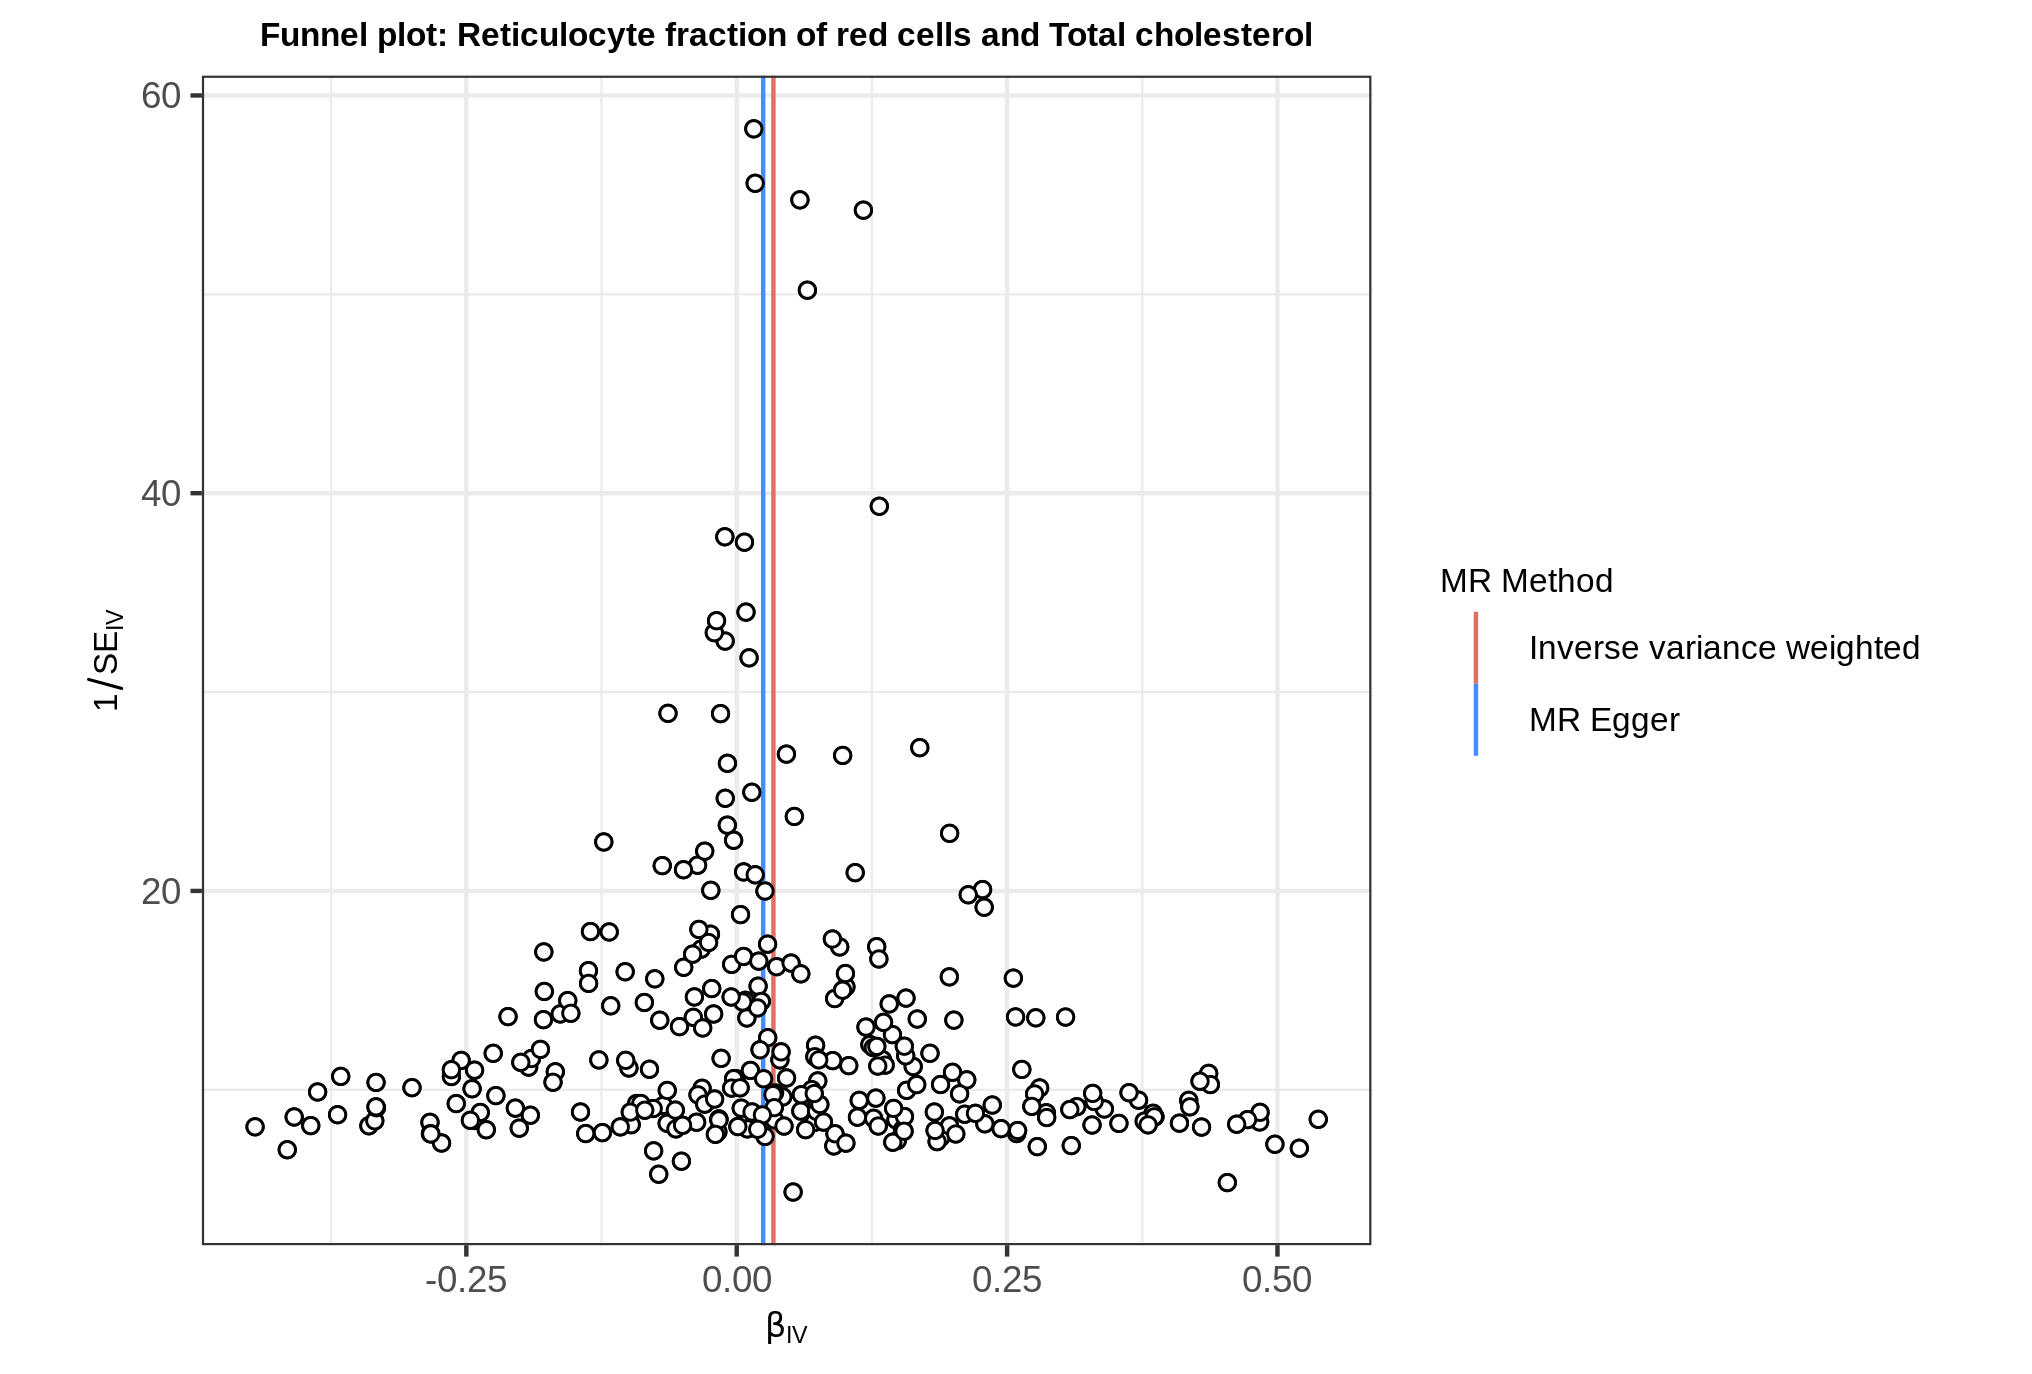 Funnel plot: Reticulocyte fraction of red cells and Total cholesterol
60
40
20
1/SEIV
-0.25
0.00
0.25
0.50
βIV
MR Method
Inverse variance weighted
MR Egger